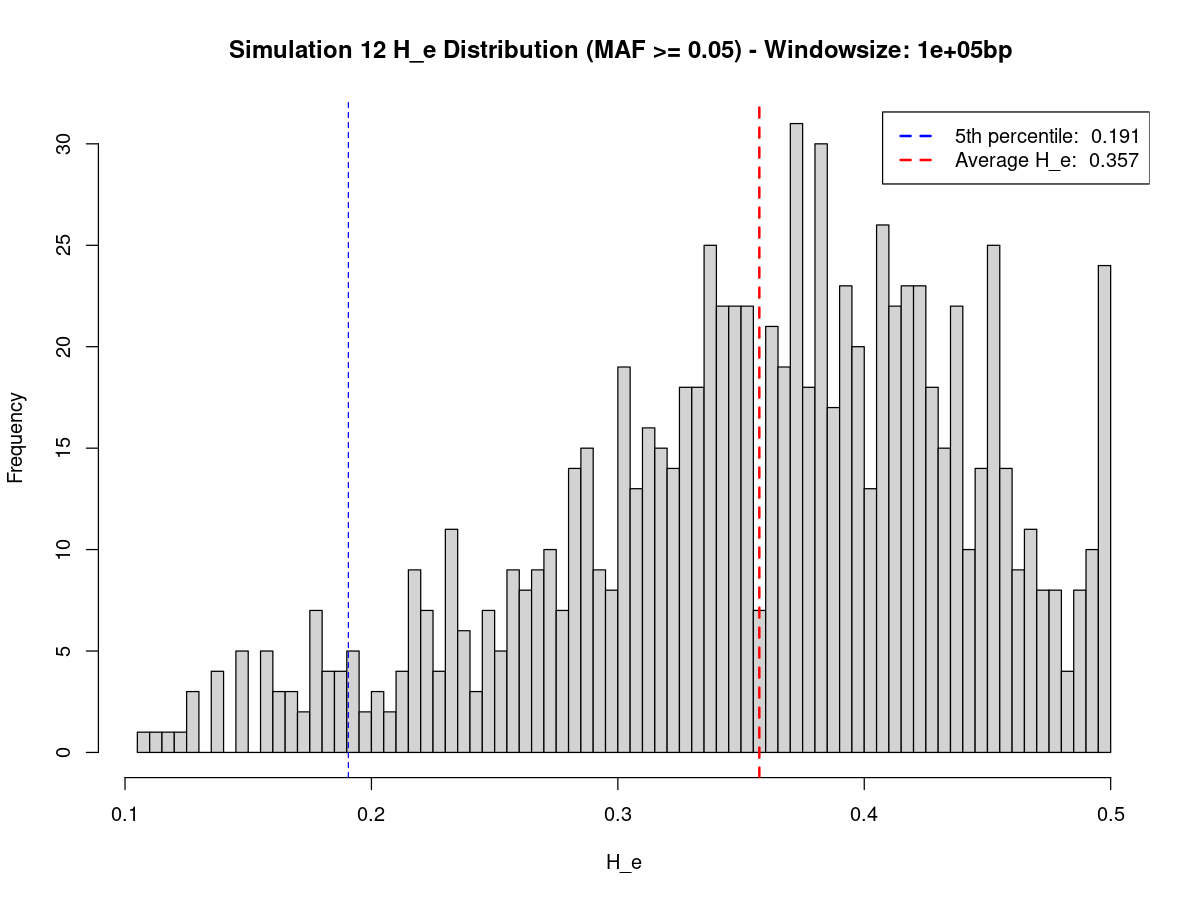 Simulation 12 H_e Distribution (MAF >= 0.05) - Windowsize: 1e+05bp
5th percentile: 0.191
Average H_e: 0.357
Frequency
30
25
20
15
10
5
0
0.1 0.2 0.3 0.4 0.5
H_e